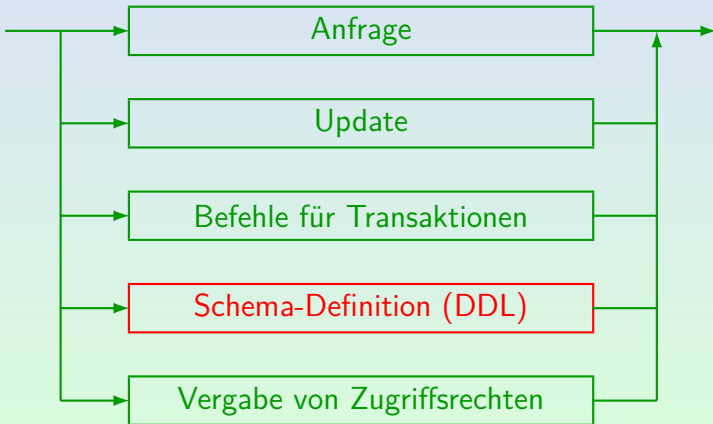 Anfrage
Update
Befehle für Transaktionen
Schema-Definition (DDL)
Vergabe von Zugriffsrechten